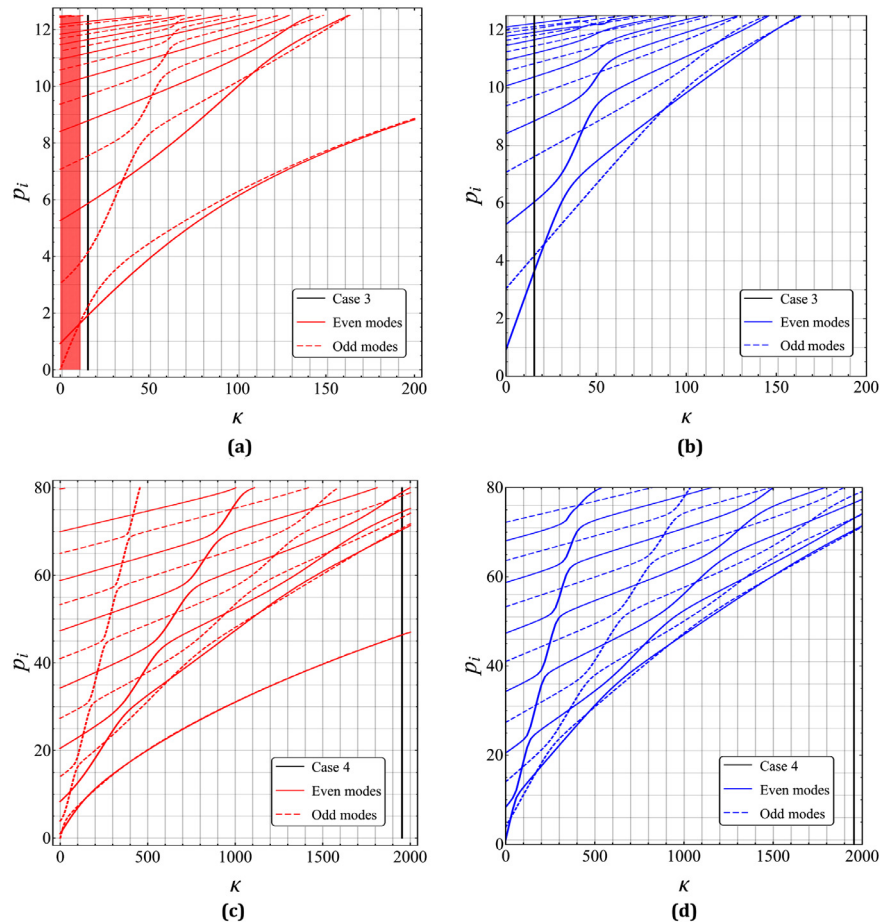 12
10
8
6
4
2
0
p_i
0
50
100
150
200
κ
Case 3
Even modes
Odd modes
(a)
12
10
8
6
4
2
0
p_i
0
50
100
150
200
κ
Case 3
Even modes
Odd modes
(b)
80
60
40
20
0
p_i
0
500
1000
1500
2000
κ
Case 4
Even modes
Odd modes
(c)
80
60
40
20
0
p_i
0
500
1000
1500
2000
κ
Case 4
Even modes
Odd modes
(d)